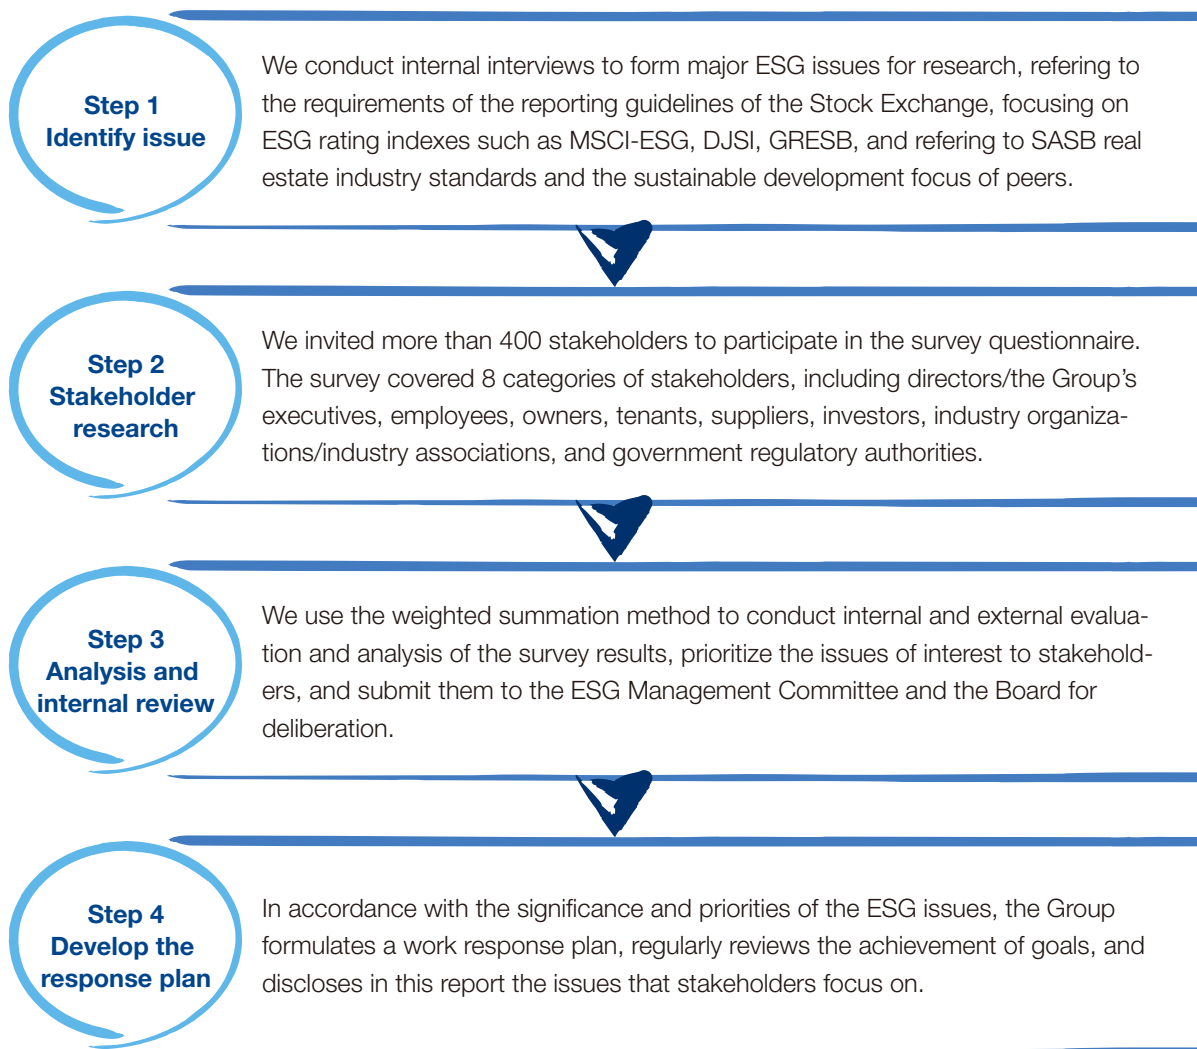 Step 1
Identify issue
We conduct internal interviews to form major ESG issues for research, refering to
the requirements of the reporting guidelines of the Stock Exchange, focusing on
ESG rating indexes such as MSCI-ESG, DJSI, GRESB, and refering to SASB real
estate industry standards and the sustainable development focus of peers.
Step 2
Stakeholder
research
We invited more than 400 stakeholders to participate in the survey questionnaire.
The survey covered 8 categories of stakeholders, including directors/the Group's
executives, employees, owners, tenants, suppliers, investors, industry organiza-
tions/industry associations, and government regulatory authorities.
Step 3
Analysis and
internal review
We use the weighted summation method to conduct internal and external evalua-
tion and analysis of the survey results, prioritize the issues of interest to stakehold-
ers, and submit them to the ESG Management Committee and the Board for
deliberation.
Step 4
Develop the
response plan
In accordance with the significance and priorities of the ESG issues, the Group
formulates a work response plan, regularly reviews the achievement of goals, and
discloses in this report the issues that stakeholders focus on.